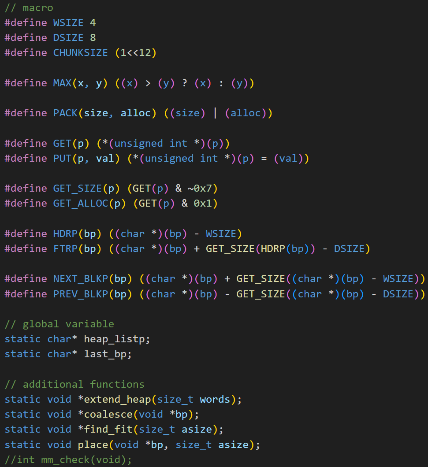 // macro
#define WSIZE 4
#define DSIZE 8
#define CHUNKSIZE (1<<12)
#define MAX(x, y) ((x) > (y) ? (x) : (y))
#define PACK(size, alloc) ((size) | (alloc))
#define GET(p) (*(unsigned int *)(p))
#define PUT(p, val) (*(unsigned int *)(p) = (val))
#define GET_SIZE(p) (GET(p) & ~0x7)
#define GET_ALLOC(p) (GET(p) & 0x1)
#define HDRP(bp) ((char *)(bp) - WSIZE)
#define FTRP(bp) ((char *)(bp) + GET_SIZE(HDRP(bp)) - DSIZE)
#define NEXT_BLKP(bp) ((char *)(bp) + GET_SIZE((char *)(bp) - WSIZE))
#define PREV_BLKP(bp) ((char *)(bp) - GET_SIZE((char *)(bp) - DSIZE))
// global variable
static char* heap_listp;
static char* last_bp;
// additional functions
static void *extend_heap(size_t words);
static void *coalesce(void *bp);
static void *find_fit(size_t asize);
static void place(void *bp, size_t asize);
//int mm_check(void);